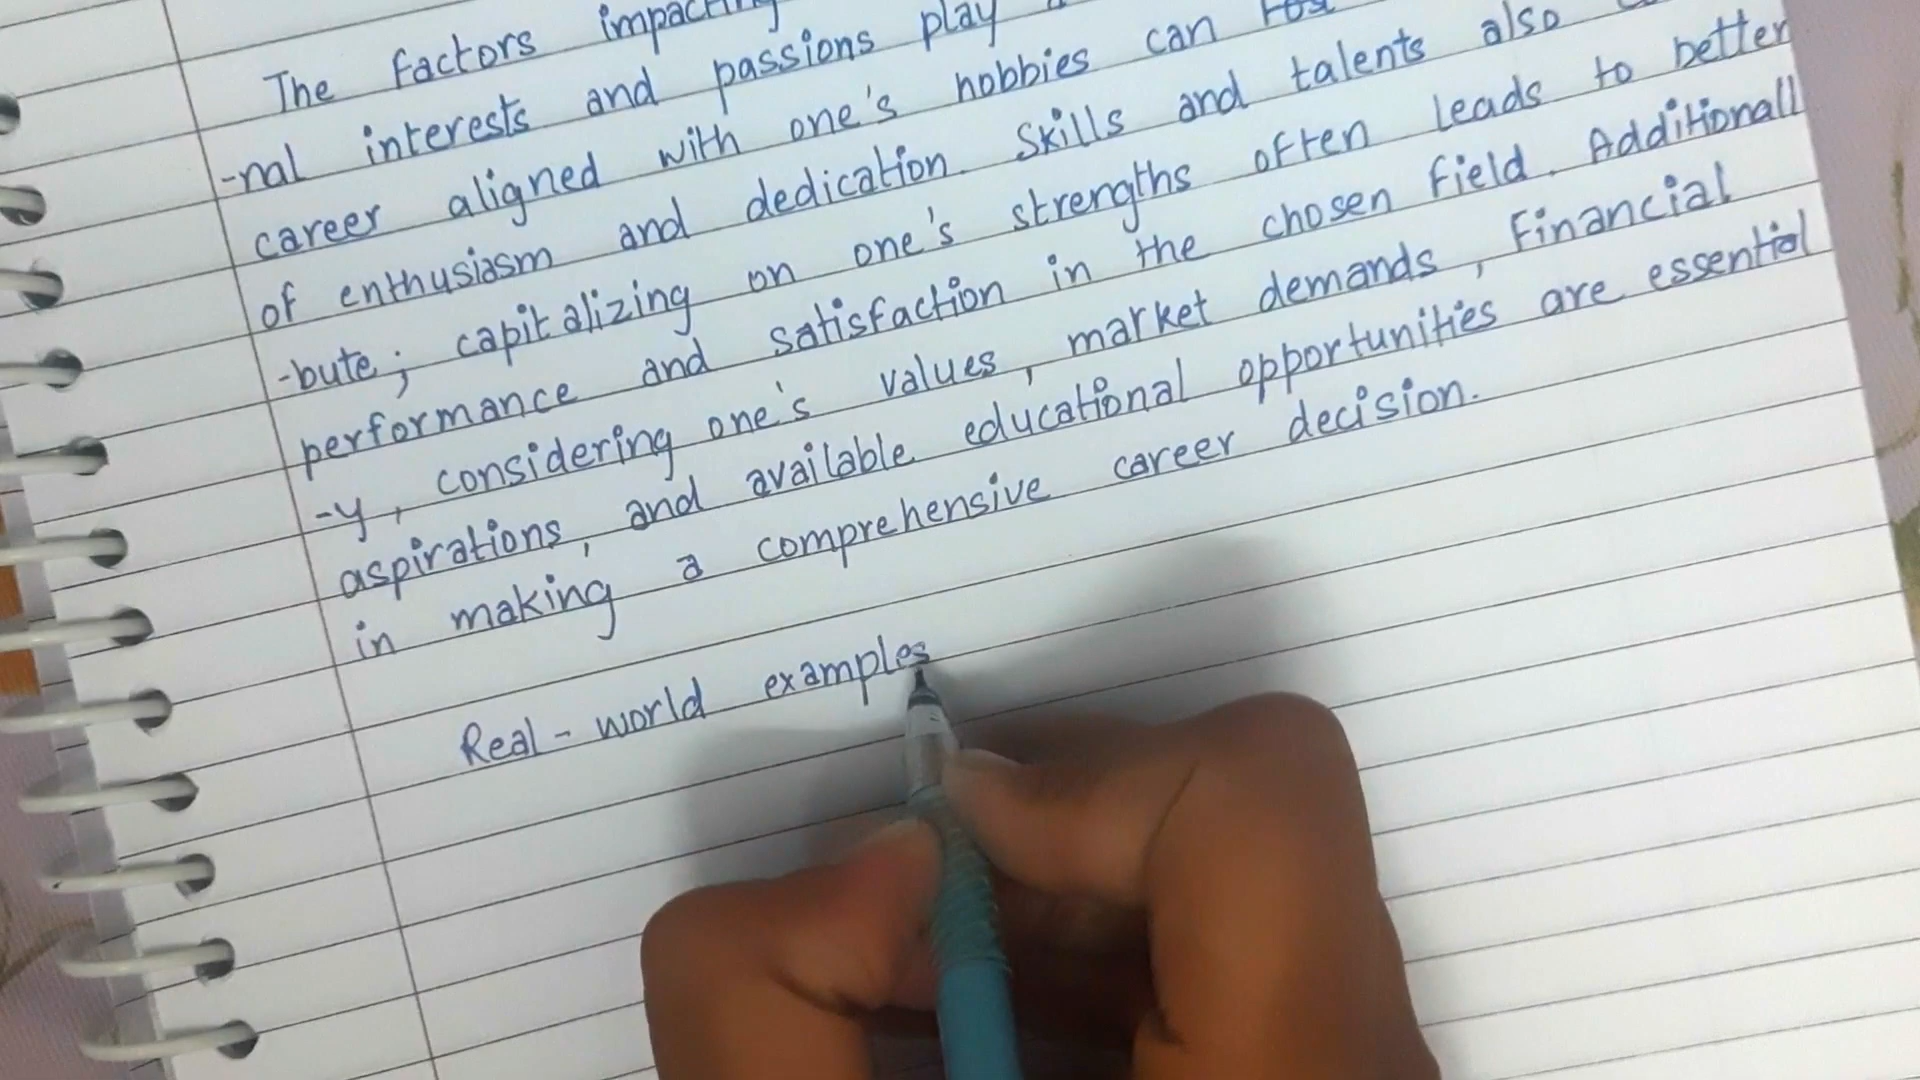 The factors impacting
-nal interests and passions play
career aligned with one's hobbies can
of enthusiasm and dedication. Skills and talents also
-bute; capitalizing on one's strengths often leads to better
performance and satisfaction in the chosen field. Additionall
-y, considering one's values, market demands, financial
aspirations, and available educational opportunities are essential
in making a comprehensive career decision.
Real-world examples